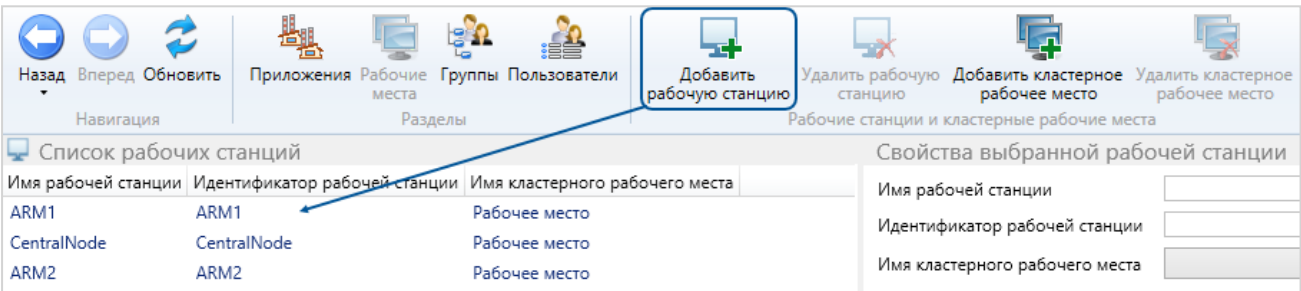 Назад Вперед Обновить Приложения Рабочие места Группы Пользователи Добавить рабочую станцию Удалить рабочую станцию Добавить кластерное рабочее место Удалить кластерное рабочее место
Навигация Разделы Рабочие станции и кластерные рабочие места
Список рабочих станций Свойства выбранной рабочей станции
Имя рабочей станции Идентификатор рабочей станции Имя кластерного рабочего места Имя рабочей станции
ARM1 ARM1 Рабочее место
Идентификатор рабочей станции
CentralNode CentralNode Рабочее место
Имя кластерного рабочего места
ARM2 ARM2 Рабочее место